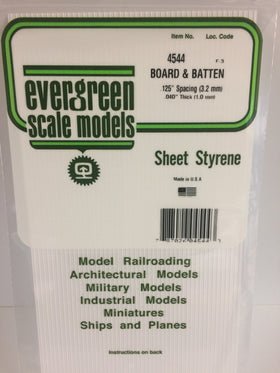 Item No. Loc. Code
4544 F-3
BOARD & BATTEN
.125" Spacing (3.2 mm)
.040" Thick (1.0 mm)
evergreen
scale models
Sheet Styrene
Made in U.S.A
Model Railroading
Architectural Models
Military Models
Industrial Models
Miniatures
Ships and Planes
Instructions on back